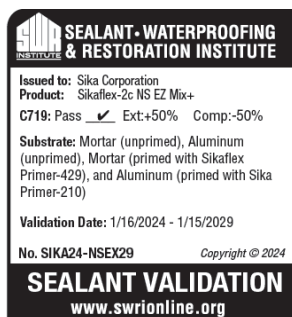 SWR
INSTITUTE
SEALANT • WATERPROOFING
& RESTORATION INSTITUTE
Issued to: Sika Corporation
Product: Sikaflex-2c NS EZ Mix+
C719: Pass ✔ Ext:+50% Comp:-50%
Substrate: Mortar (unprimed), Aluminum
(unprimed), Mortar (primed with Sikaflex
Primer-429), and Aluminum (primed with Sika
Primer-210)
Validation Date: 1/16/2024 - 1/15/2029
No. SIKA24-NSEX29 Copyright © 2024
SEALANT VALIDATION
www.swrionline.org